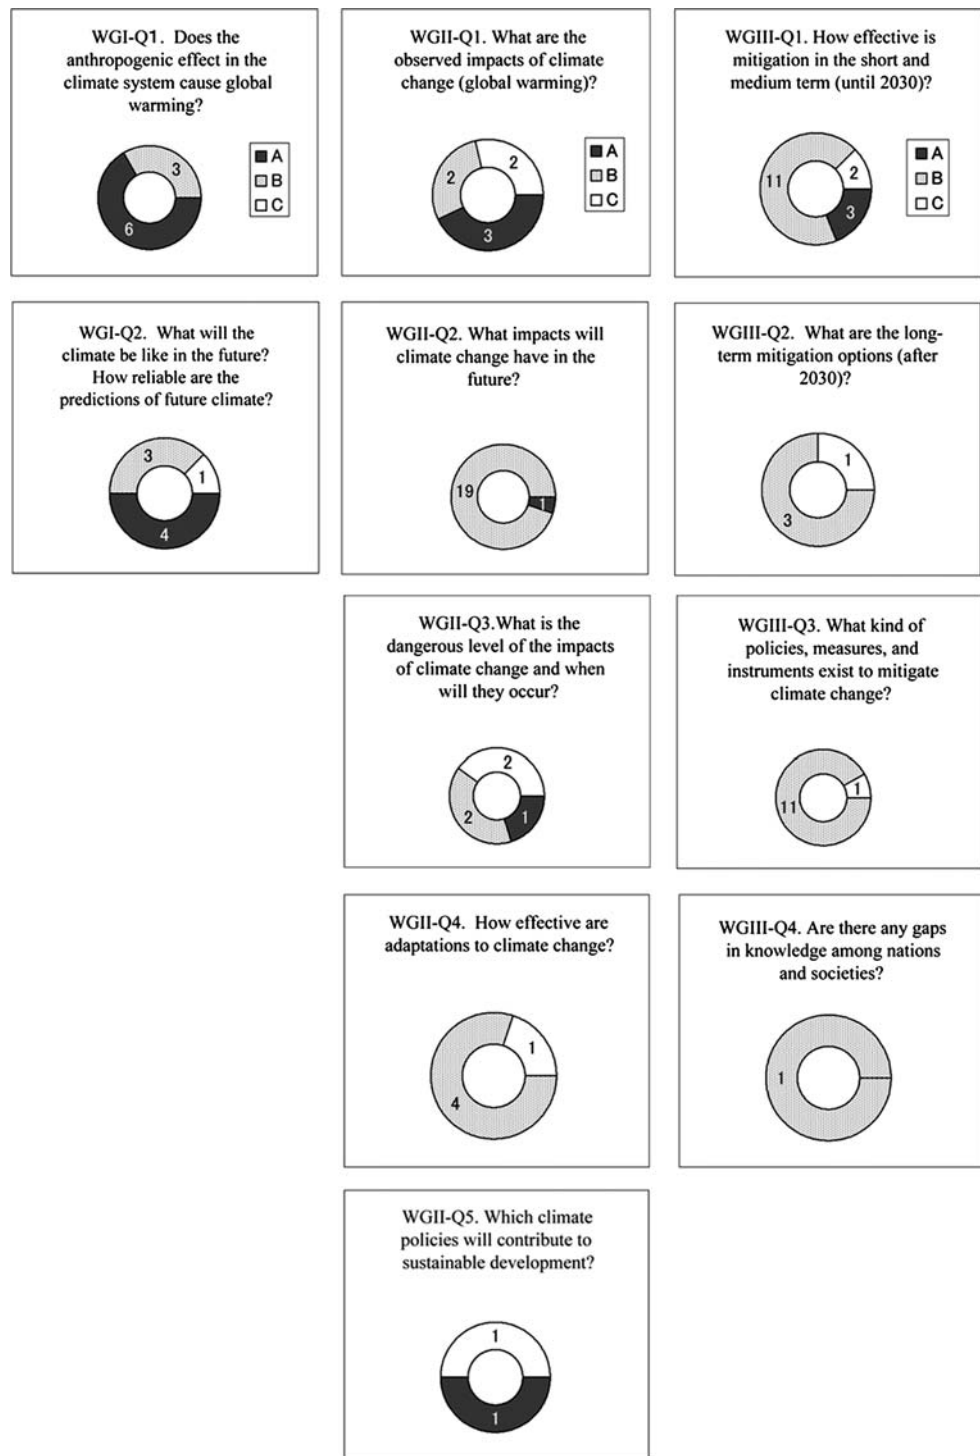 WGI-Q1. Does the
anthropogenic effect in the
climate system cause global
warming?
3
6
A
B
C
WGII-Q1. What are the
observed impacts of climate
change (global warming)?
2
2
3
A
B
C
WGIII-Q1. How effective is
mitigation in the short and
medium term (until 2030)?
11
2
3
A
B
C
WGI-Q2. What will the
climate be like in the future?
How reliable are the
predictions of future climate?
3
1
4
WGII-Q2. What impacts will
climate change have in the
future?
19
1
WGIII-Q2. What are the long-
term mitigation options (after
2030)?
1
3
WGII-Q3.What is the
dangerous level of the impacts
of climate change and when
will they occur?
2
2
1
WGIII-Q3. What kind of
policies, measures, and
instruments exist to mitigate
climate change?
1
11
WGII-Q4. How effective are
adaptations to climate change?
1
4
WGIII-Q4. Are there any gaps
in knowledge among nations
and societies?
1
WGII-Q5. Which climate
policies will contribute to
sustainable development?
1
1